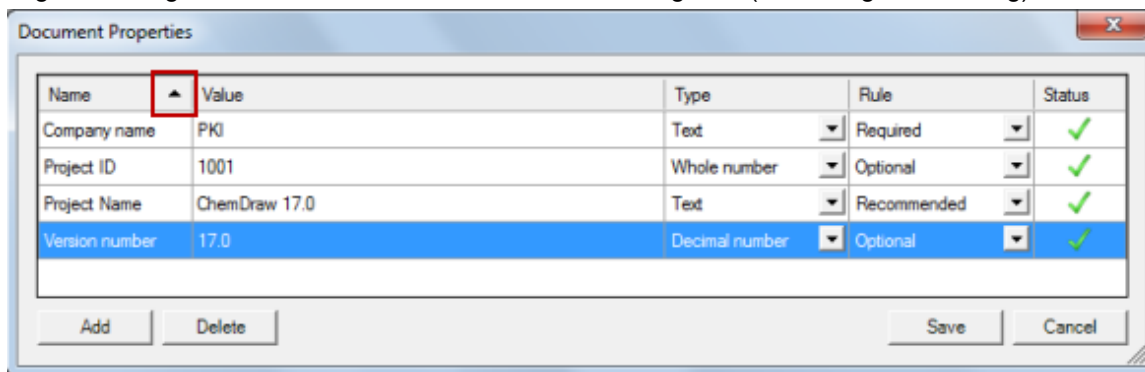 Document Properties
Name Value Type Rule Status
Company name PKI Text Required
Project ID 1001 Whole number Optional
Project Name ChemDraw 17.0 Text Recommended
Version number 17.0 Decimal number Optional
Add Delete Save Cancel